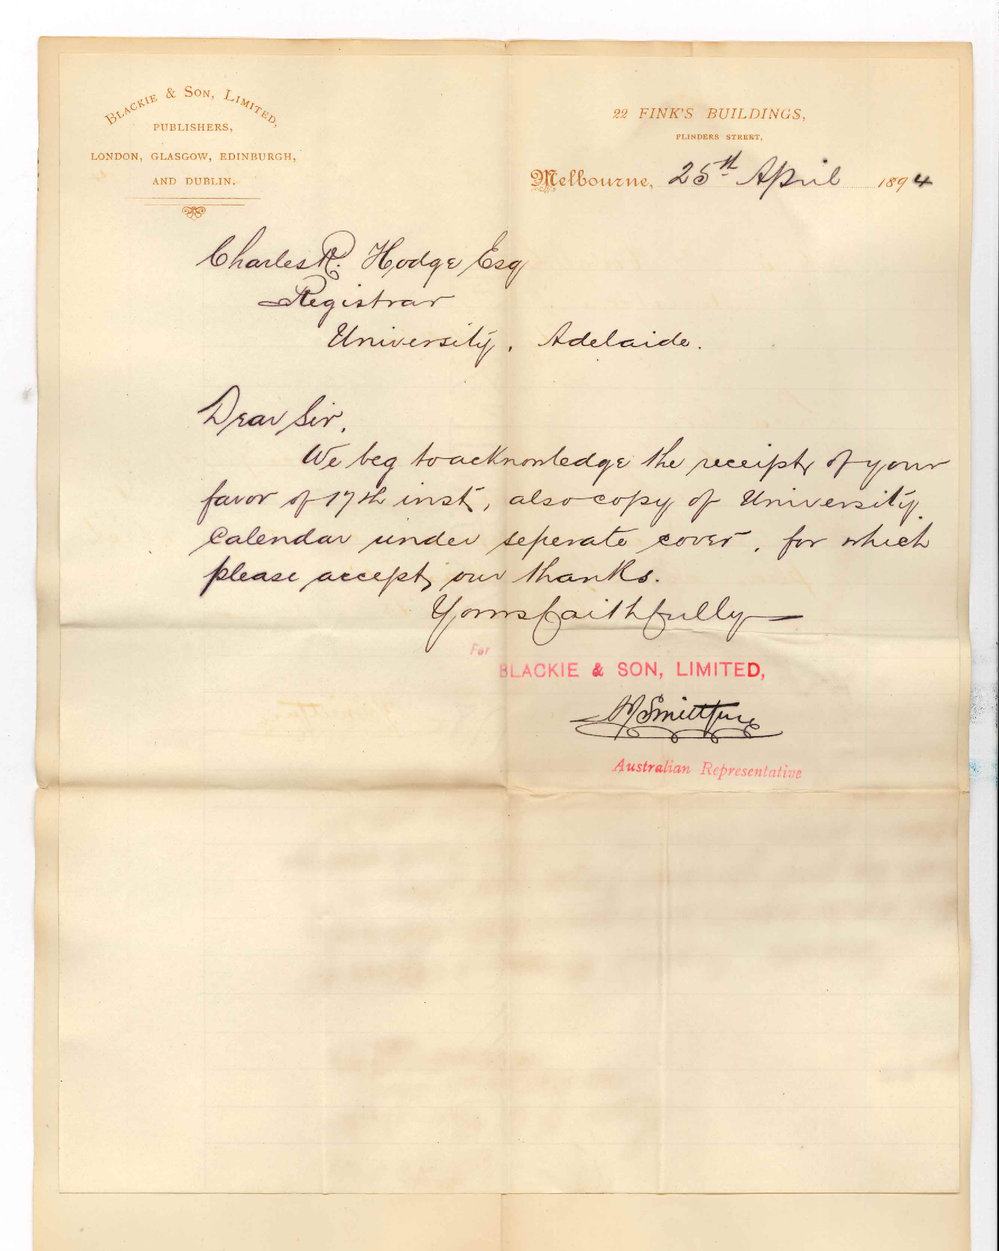 BLACKIE & SON, LIMITED,
PUBLISHERS,
LONDON, GLASGOW, EDINBURGH,
AND DUBLIN.
22 FINK'S BUILDINGS,
FLINDERS STREET,
Melbourne, 25th April 1894
Charles R. Hodge Esq
Registrar
University, Adelaide.
Dear Sir,
We beg to acknowledge the receipt of your
favor of 17th inst, also copy of University
Calendar under seperate cover, for which
please accept our thanks.
Yours faithfully
For
BLACKIE & SON, LIMITED,
Australian Representative